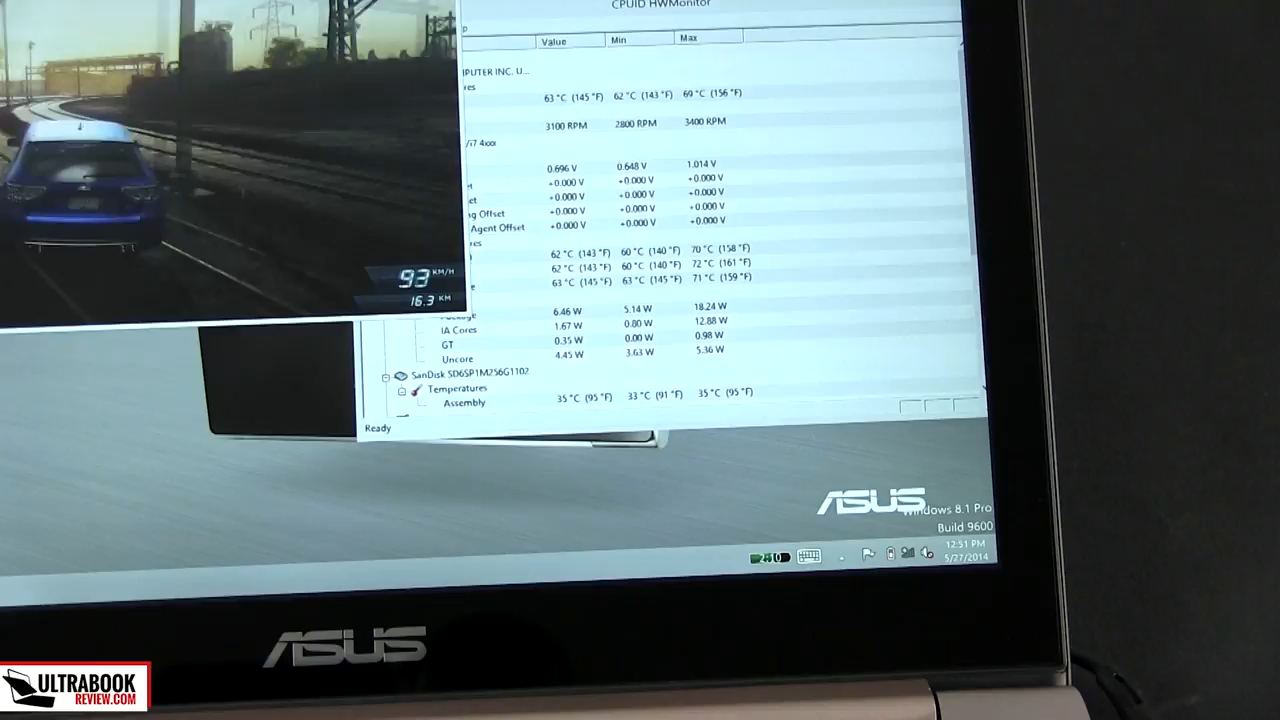 CPUID HWMonitor
p
Value Min Max
PUTER INC. U...
res
63 °C (145 °F) 62 °C (143 °F) 69 °C (156 °F)
3100 RPM 2800 RPM 3400 RPM
/i7 4xxx
0.696 V 0.648 V 1.014 V
+0.000 V +0.000 V +0.000 V
et +0.000 V +0.000 V +0.000 V
ng Offset +0.000 V +0.000 V +0.000 V
Agent Offset +0.000 V +0.000 V +0.000 V
res
62 °C (143 °F) 60 °C (140 °F) 70 °C (158 °F)
62 °C (143 °F) 60 °C (140 °F) 72 °C (161 °F)
63 °C (145 °F) 63 °C (145 °F) 71 °C (159 °F)
93 KM/H
16.3 KM
Package 6.46 W 5.14 W 18.24 W
IA Cores 1.67 W 0.80 W 12.88 W
GT 0.35 W 0.00 W 0.98 W
Uncore 4.45 W 3.63 W 5.36 W
SanDisk SD6SP1M256G1102
Temperatures
Assembly 35 °C (95 °F) 33 °C (91 °F) 35 °C (95 °F)
Ready
ASUS
Windows 8.1 Pro
Build 9600
2:10
12:51 PM
5/27/2014
ASUS
ULTRABOOK
REVIEW.COM